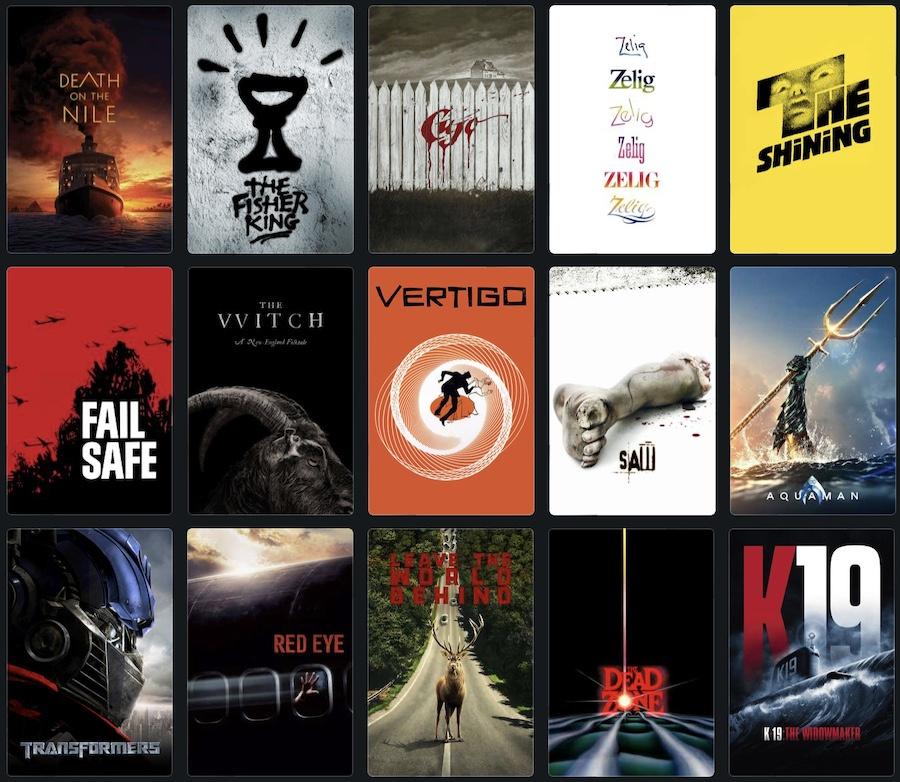 DEATH
ON THE
NILE
THE
FISHER
KING
Cujo
Zelig
Zelig
Zelig
Zelig
ZELIG
Zelig
THE
SHiNiNG
FAIL
SAFE
THE
VVITCH
A New-England Folktale
VERTIGO
SAW
AQUAMAN
TRANSFORMERS
RED EYE
LEAVE THE
WORLD
BEHIND
THE
DEAD
ZONE
K19
K19
K19 THE WIDOWMAKER